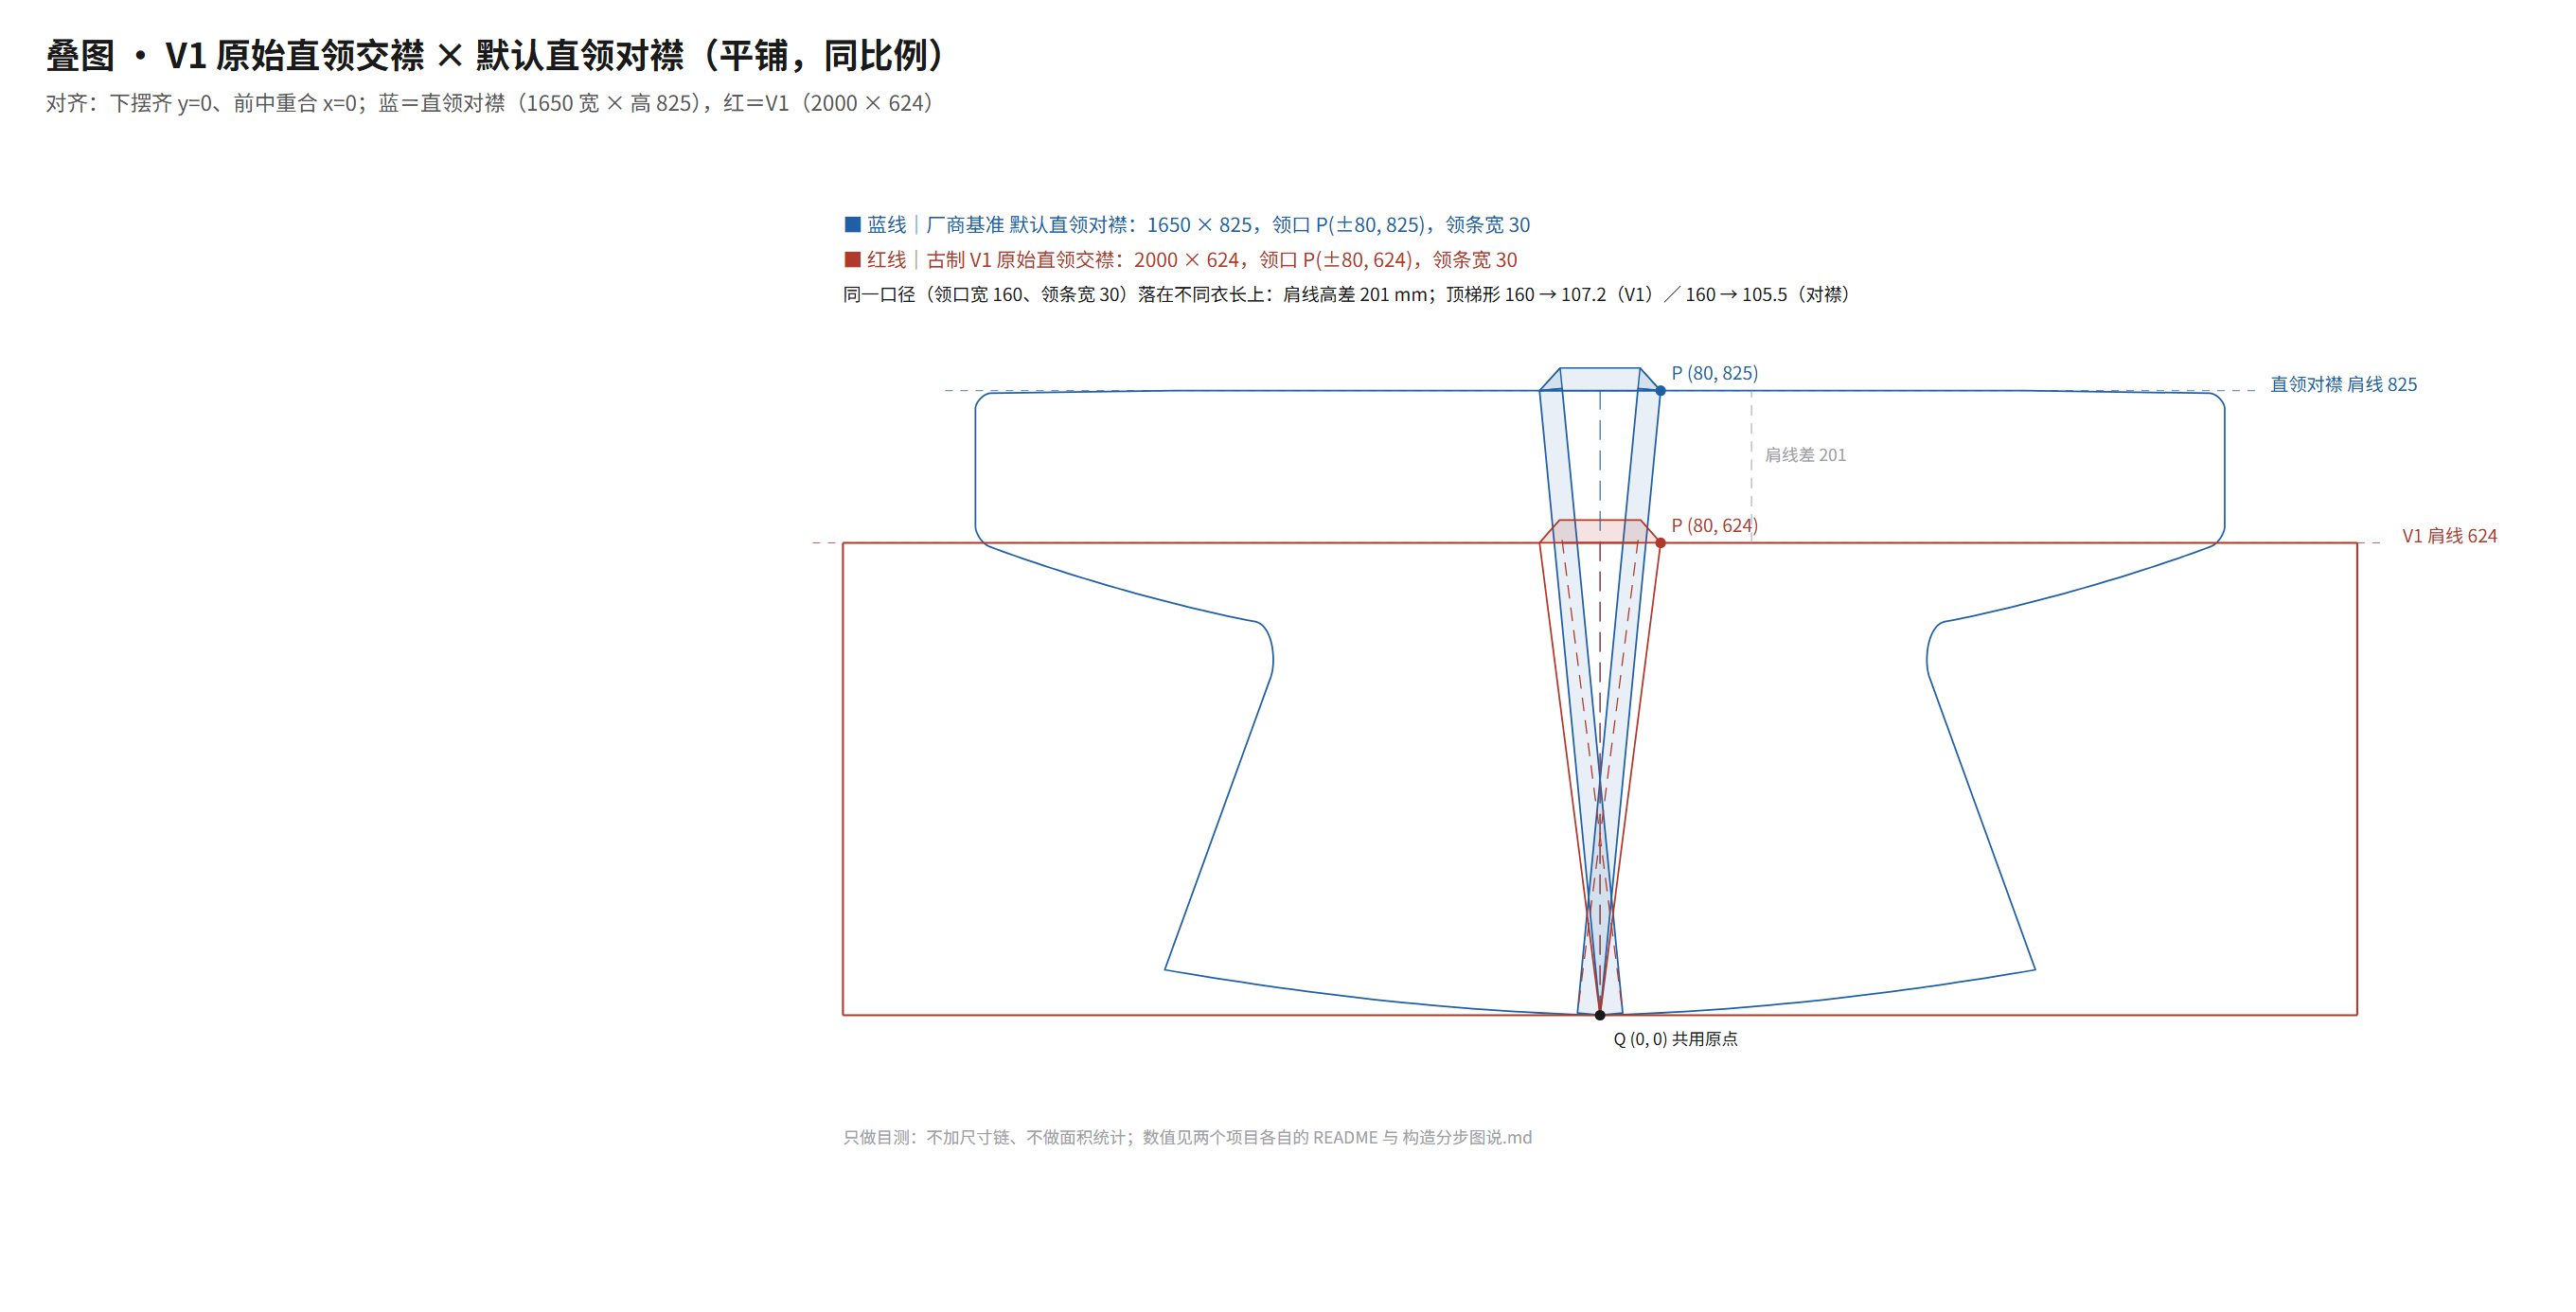 叠图 · V1 原始直领交襟 × 默认直领对襟（平铺，同比例）
对齐：下摆齐 y=0、前中重合 x=0；蓝＝直领对襟（1650 宽 × 高 825），红＝V1（2000 × 624）
■ 蓝线｜厂商基准 默认直领对襟：1650 × 825，领口 P(±80, 825)，领条宽 30
■ 红线｜古制 V1 原始直领交襟：2000 × 624，领口 P(±80, 624)，领条宽 30
同一口径（领口宽 160、领条宽 30）落在不同衣长上：肩线高差 201 mm；顶梯形 160 → 107.2（V1）／ 160 → 105.5（对襟）
P (80, 825)
直领对襟 肩线 825
肩线差 201
P (80, 624)
V1 肩线 624
Q (0, 0) 共用原点
只做目测：不加尺寸链、不做面积统计；数值见两个项目各自的 README 与 构造分步图说.md